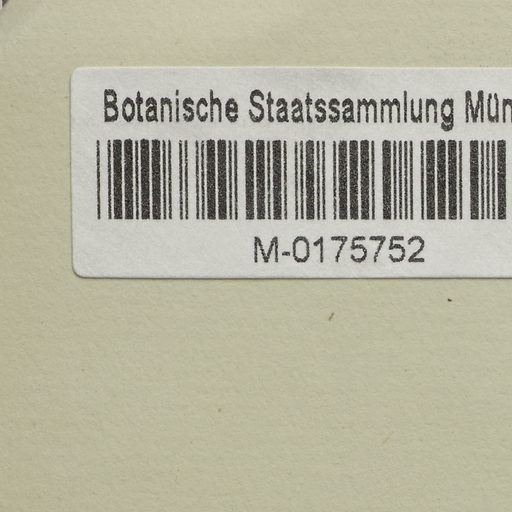 Botanische Staatssammlung Mün
M-0175752